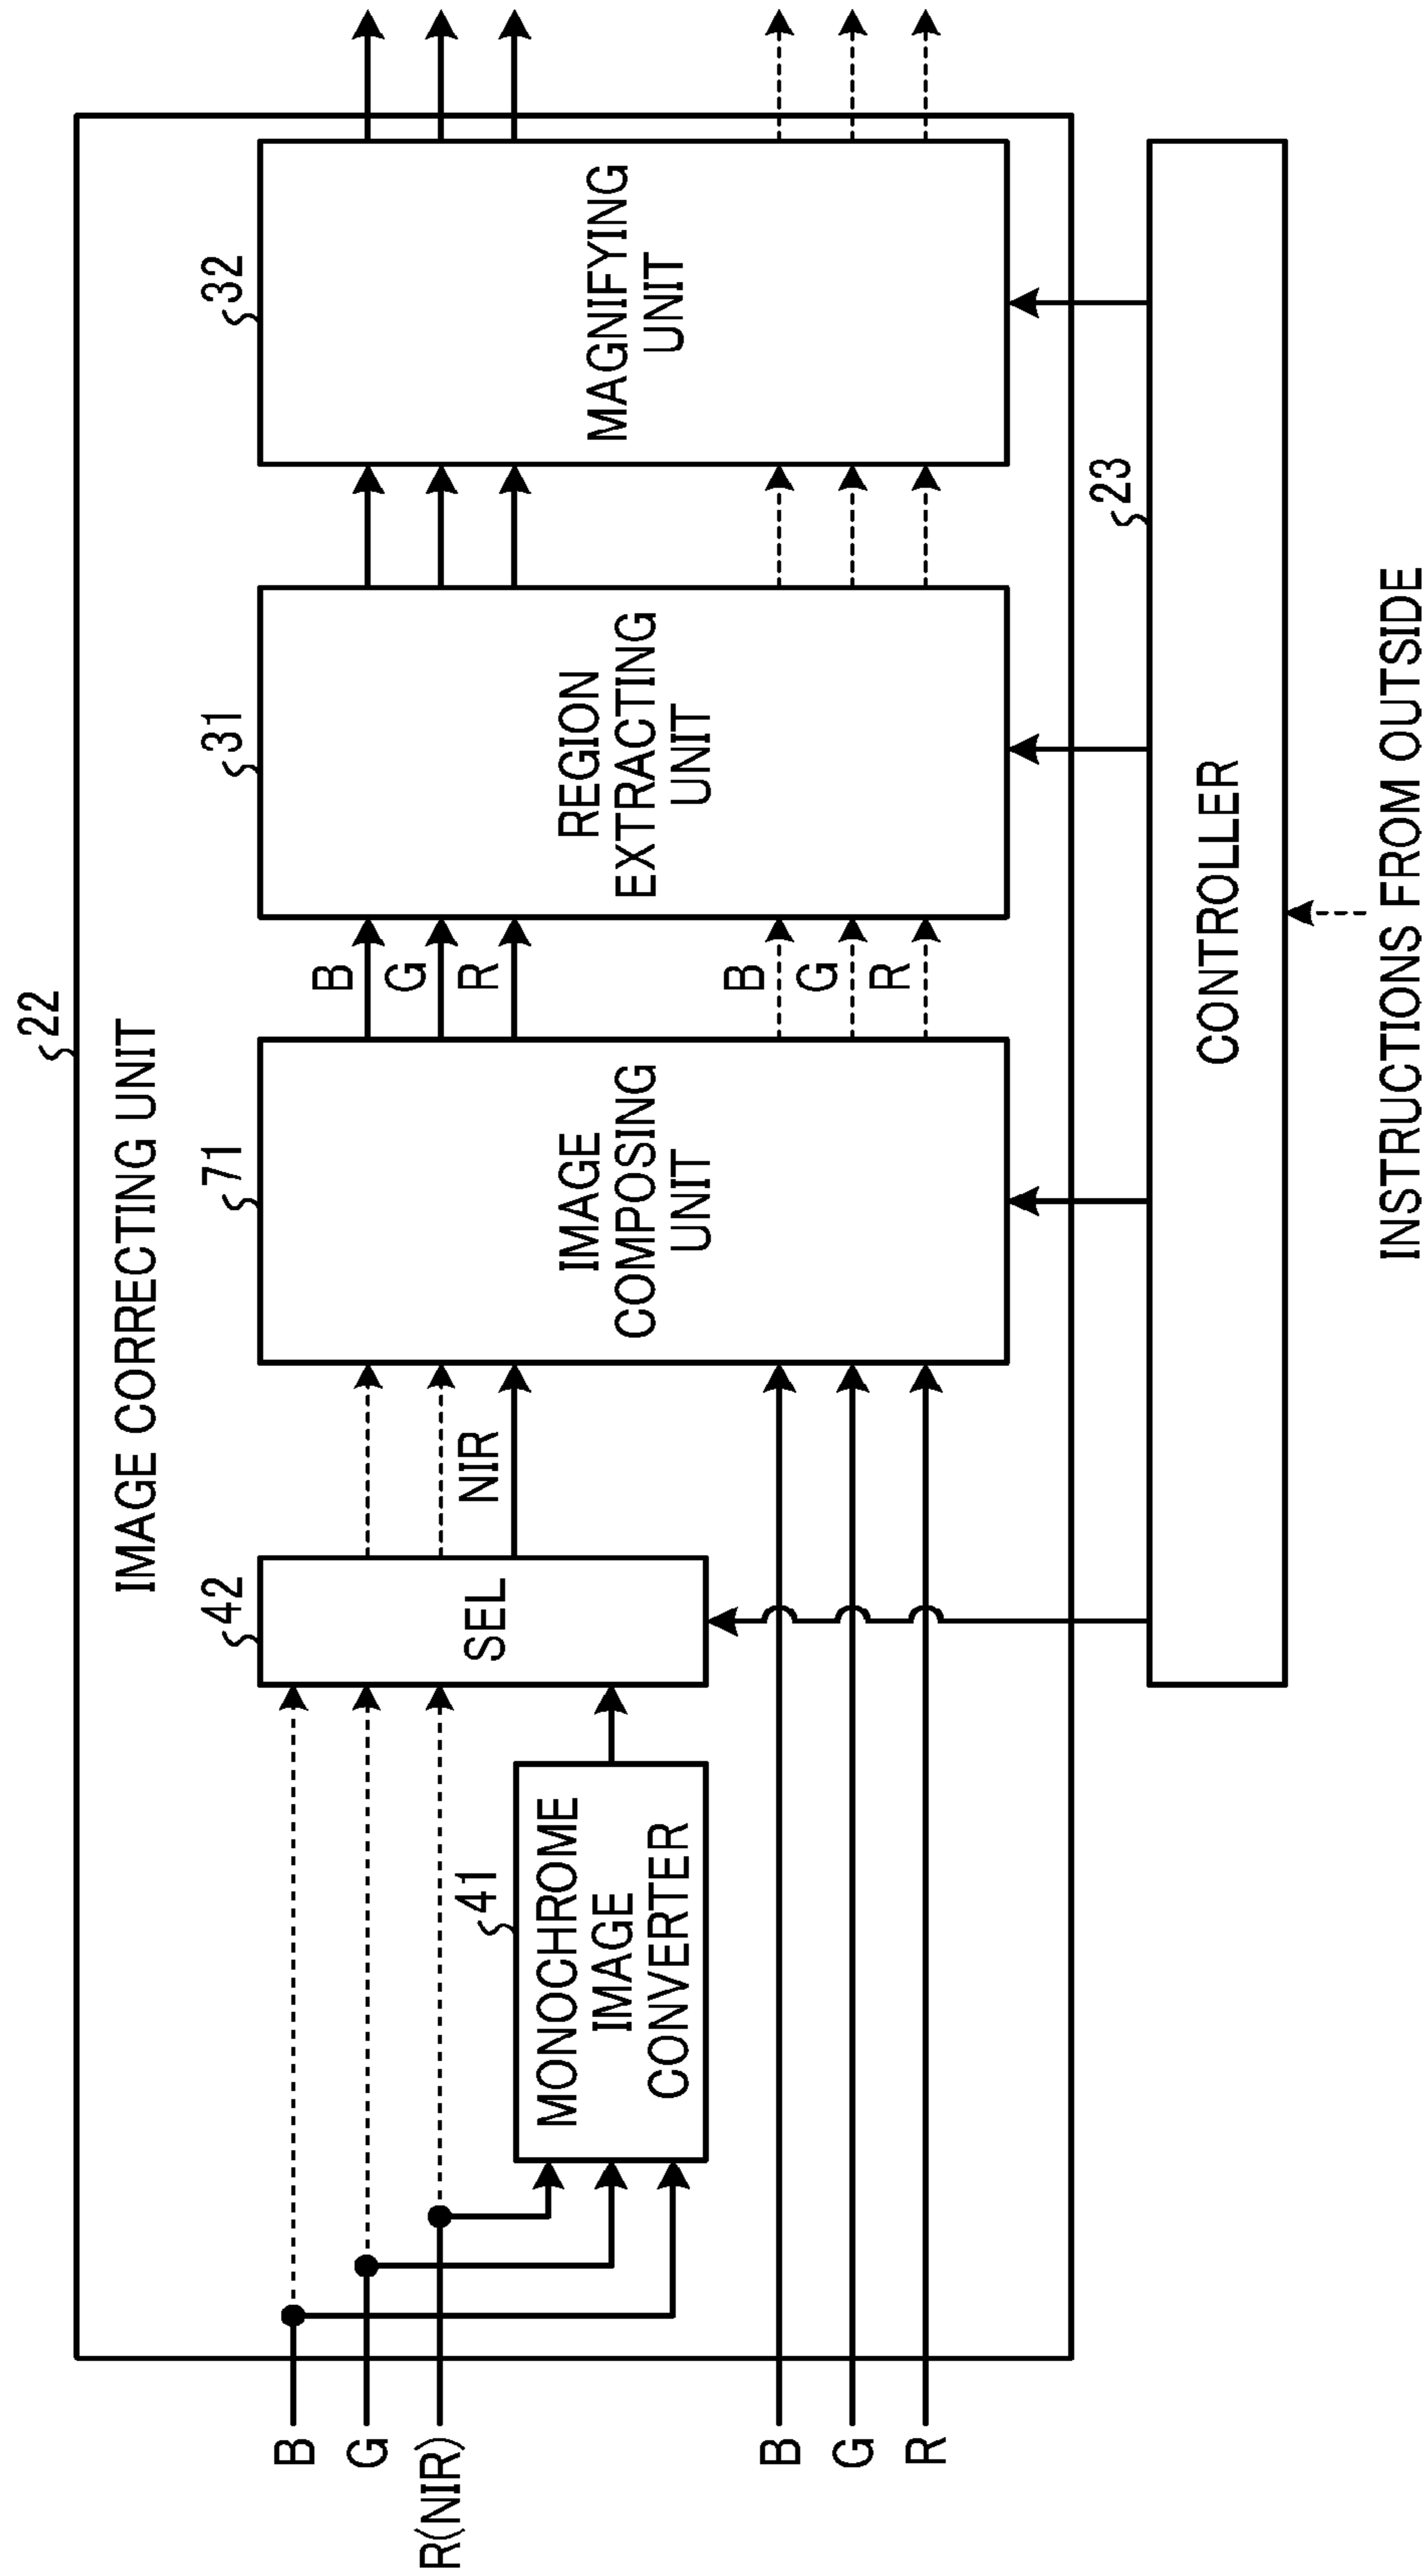 22
IMAGE CORRECTING UNIT
B
G
R(NIR)
B
G
R
41
MONOCHROME
IMAGE
CONVERTER
42
SEL
NIR
71
IMAGE
COMPOSING
UNIT
B
G
R
B
G
R
31
REGION
EXTRACTING
UNIT
32
MAGNIFYING
UNIT
23
CONTROLLER
INSTRUCTIONS FROM OUTSIDE